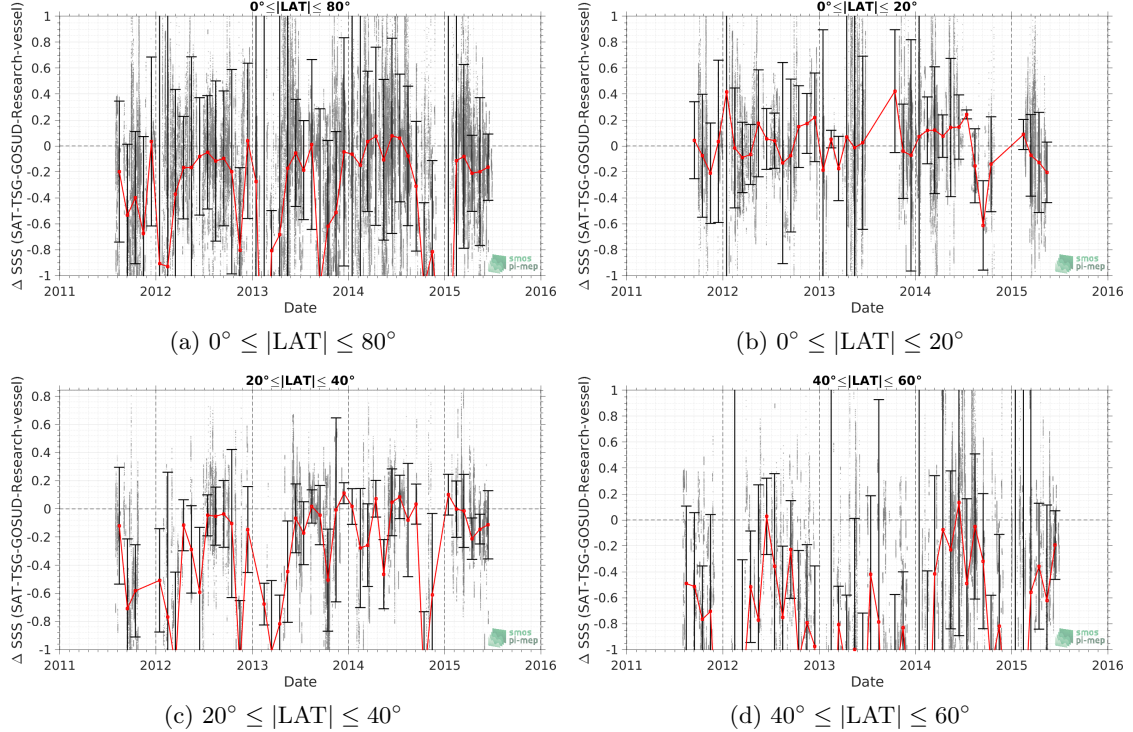 0°≤|LAT|≤ 80°
Δ SSS (SAT-TSG-GOSUD-Research-vessel)
1
0.8
0.6
0.4
0.2
0
-0.2
-0.4
-0.6
-0.8
-1
2011 2012 2013 2014 2015 2016
Date
smos
pi-mep
(a) 0° ≤ |LAT| ≤ 80°
0°≤|LAT|≤ 20°
Δ SSS (SAT-TSG-GOSUD-Research-vessel)
1
0.8
0.6
0.4
0.2
0
-0.2
-0.4
-0.6
-0.8
-1
2011 2012 2013 2014 2015 2016
Date
smos
pi-mep
(b) 0° ≤ |LAT| ≤ 20°
20°≤|LAT|≤ 40°
Δ SSS (SAT-TSG-GOSUD-Research-vessel)
0.8
0.6
0.4
0.2
0
-0.2
-0.4
-0.6
-0.8
-1
2011 2012 2013 2014 2015 2016
Date
smos
pi-mep
(c) 20° ≤ |LAT| ≤ 40°
40°≤|LAT|≤ 60°
Δ SSS (SAT-TSG-GOSUD-Research-vessel)
1
0.8
0.6
0.4
0.2
0
-0.2
-0.4
-0.6
-0.8
-1
2011 2012 2013 2014 2015 2016
Date
smos
pi-mep
(d) 40° ≤ |LAT| ≤ 60°